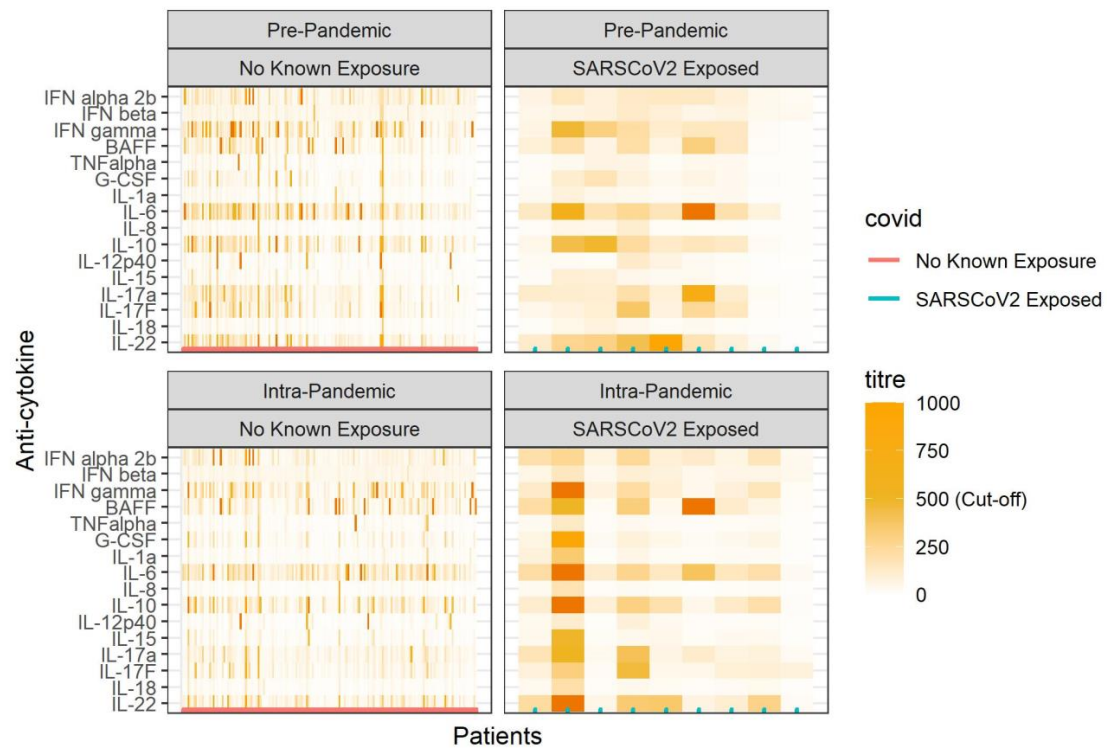 Pre-Pandemic
Pre-Pandemic
No Known Exposure
SARSCoV2 Exposed
IFN alpha 2b
IFN beta
IFN gamma
BAFF
TNFalpha
G-CSF
IL-1a
IL-6
IL-8
IL-10
IL-12p40
IL-15
IL-17a
IL-17F
IL-18
IL-22
Intra-Pandemic
Intra-Pandemic
No Known Exposure
SARSCoV2 Exposed
IFN alpha 2b
IFN beta
IFN gamma
BAFF
TNFalpha
G-CSF
IL-1a
IL-6
IL-8
IL-10
IL-12p40
IL-15
IL-17a
IL-17F
IL-18
IL-22
Anti-cytokine
Patients
covid
No Known Exposure
SARSCoV2 Exposed
titre
1000
750
500 (Cut-off)
250
0